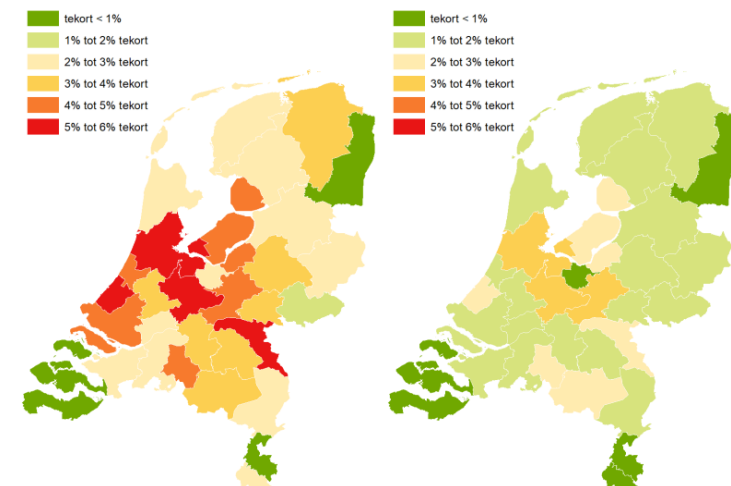 tekort < 1%
1% tot 2% tekort
2% tot 3% tekort
3% tot 4% tekort
4% tot 5% tekort
5% tot 6% tekort
tekort < 1%
1% tot 2% tekort
2% tot 3% tekort
3% tot 4% tekort
4% tot 5% tekort
5% tot 6% tekort